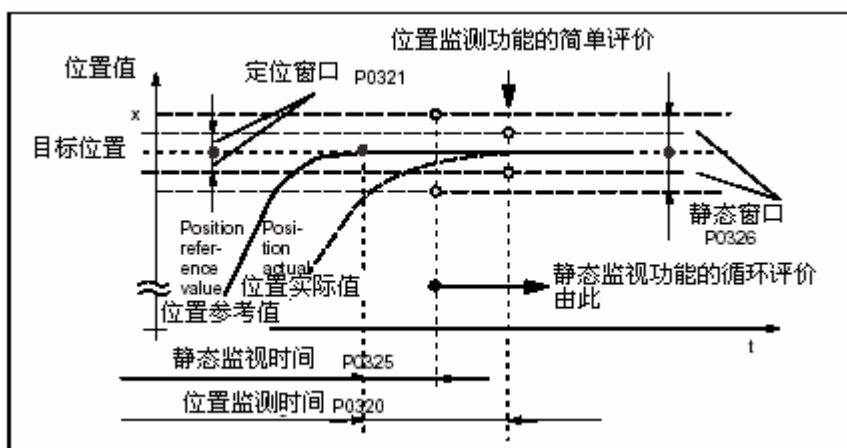 位置监测功能的简单评价
位置值
定位窗口 P0321
x
目标位置
Position
refer-
ence
value
Posi-
tion
actual
静态窗口
P0326
位置实际值
位置参考值
静态监视功能的循环评价
由此
t
静态监视时间 P0325
位置监测时间 P0320